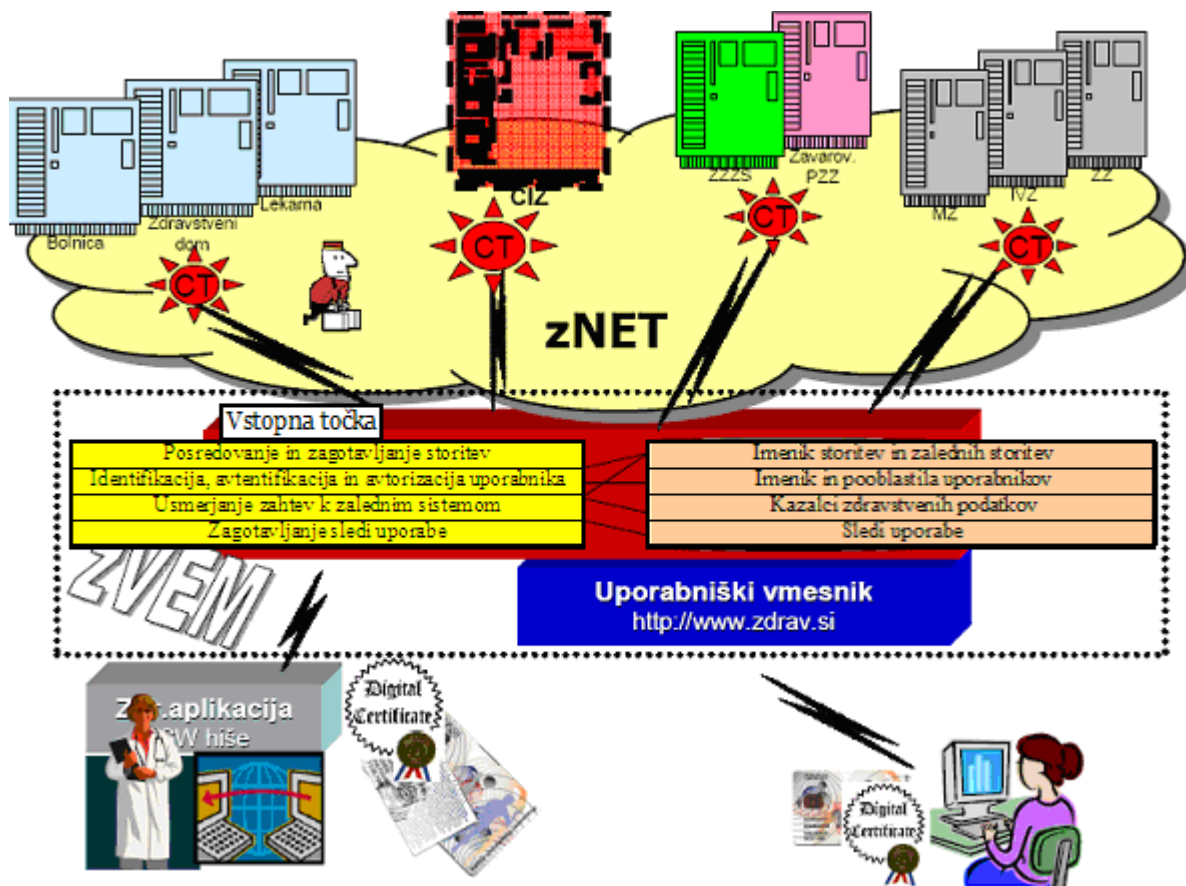 Bolnica
Zdravstveni
dom
Lekarna
CIZ
ZZZS
Zavarov.
PZZ
MZ
IVZ
ZZ
CT
CT
CT
CT
zNET
Vstopna točka
Posredovanje in zagotavljanje storitev
Identifikacija, avtentifikacija in avtorizacija uporabnika
Usmerjanje zahtev k zalednim sistemom
Zagotavljanje sledi uporabe
Imenik storitev in zalednih storitev
Imenik in pooblastila uporabnikov
Kazalci zdravstvenih podatkov
Sledi uporabe
zVEM
Uporabniški vmesnik
http://www.zdrav.si
aplikacija
SW hiše
Digital
Certificate
Digital
Certificate